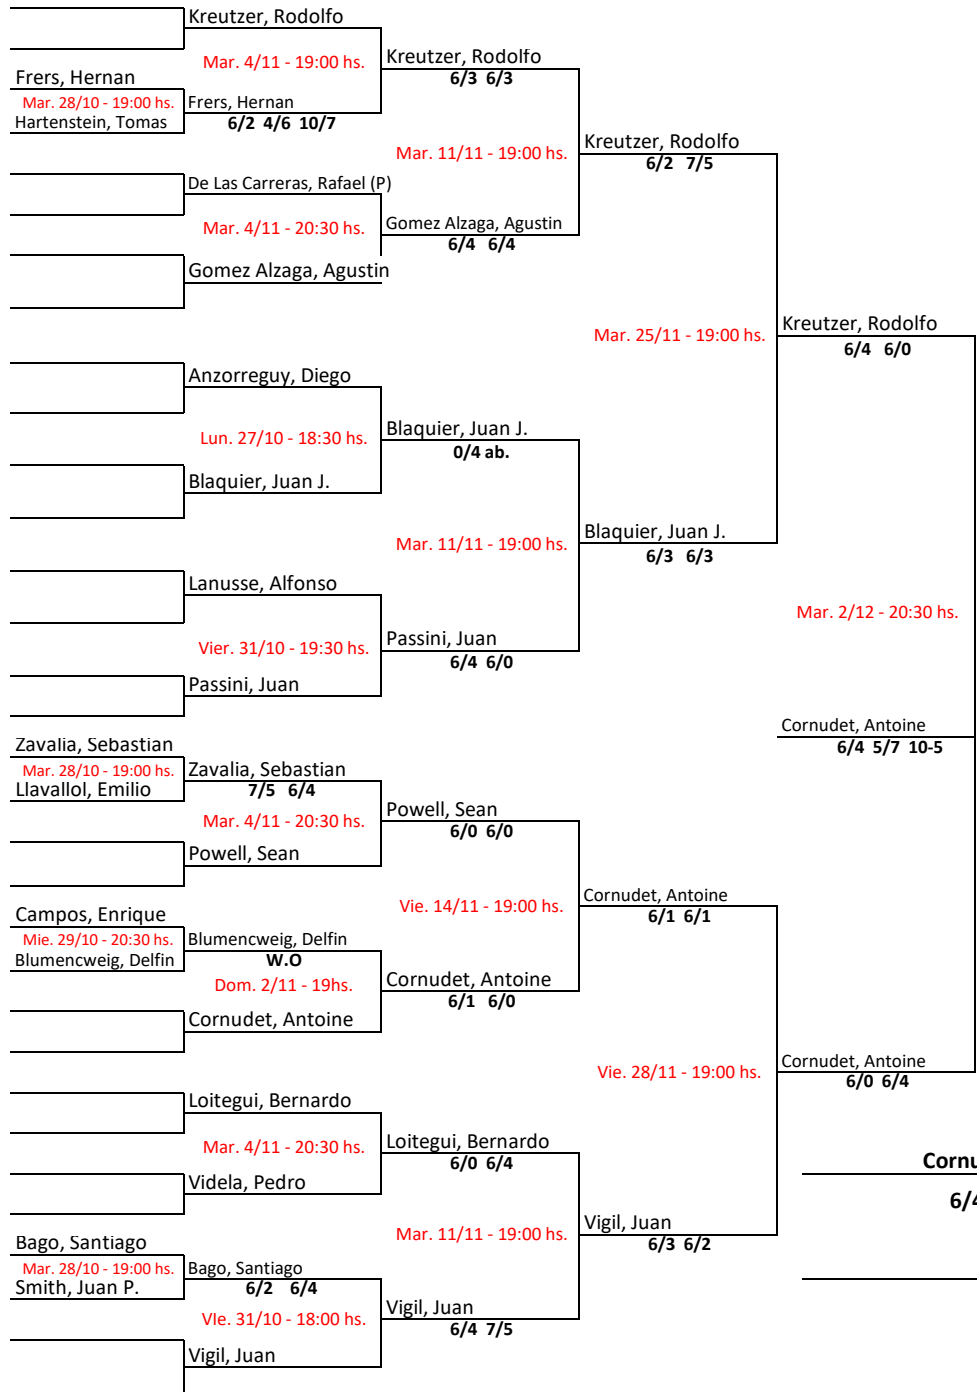 Kreutzer, Rodolfo
Mar. 4/11 - 19:00 hs.
Kreutzer, Rodolfo
6/3 6/3
Frers, Hernan
Mar. 28/10 - 19:00 hs.
Hartenstein, Tomas
Frers, Hernan
6/2 4/6 10/7
Mar. 11/11 - 19:00 hs.
Kreutzer, Rodolfo
6/2 7/5
De Las Carreras, Rafael (P)
Mar. 4/11 - 20:30 hs.
Gomez Alzaga, Agustin
6/4 6/4
Gomez Alzaga, Agustin
Mar. 25/11 - 19:00 hs.
Kreutzer, Rodolfo
6/4 6/0
Anzorreguy, Diego
Lun. 27/10 - 18:30 hs.
Blaquier, Juan J.
0/4 ab.
Blaquier, Juan J.
Mar. 11/11 - 19:00 hs.
Blaquier, Juan J.
6/3 6/3
Lanusse, Alfonso
Vier. 31/10 - 19:30 hs.
Passini, Juan
6/4 6/0
Passini, Juan
Mar. 2/12 - 20:30 hs.
Cornudet, Antoine
6/4 5/7 10-5
Zavalia, Sebastian
Mar. 28/10 - 19:00 hs.
Llavallol, Emilio
Zavalia, Sebastian
7/5 6/4
Mar. 4/11 - 20:30 hs.
Powell, Sean
6/0 6/0
Powell, Sean
Vie. 14/11 - 19:00 hs.
Cornudet, Antoine
6/1 6/1
Campos, Enrique
Mie. 29/10 - 20:30 hs.
Blumencweig, Delfin
Blumencweig, Delfin
W.O
Dom. 2/11 - 19hs.
Cornudet, Antoine
6/1 6/0
Cornudet, Antoine
Vie. 28/11 - 19:00 hs.
Cornudet, Antoine
6/0 6/4
Loitegui, Bernardo
Mar. 4/11 - 20:30 hs.
Loitegui, Bernardo
6/0 6/4
Videla, Pedro
Cornu
6/4
Mar. 11/11 - 19:00 hs.
Vigil, Juan
6/3 6/2
Bago, Santiago
Mar. 28/10 - 19:00 hs.
Smith, Juan P.
Bago, Santiago
6/2 6/4
VIe. 31/10 - 18:00 hs.
Vigil, Juan
6/4 7/5
Vigil, Juan